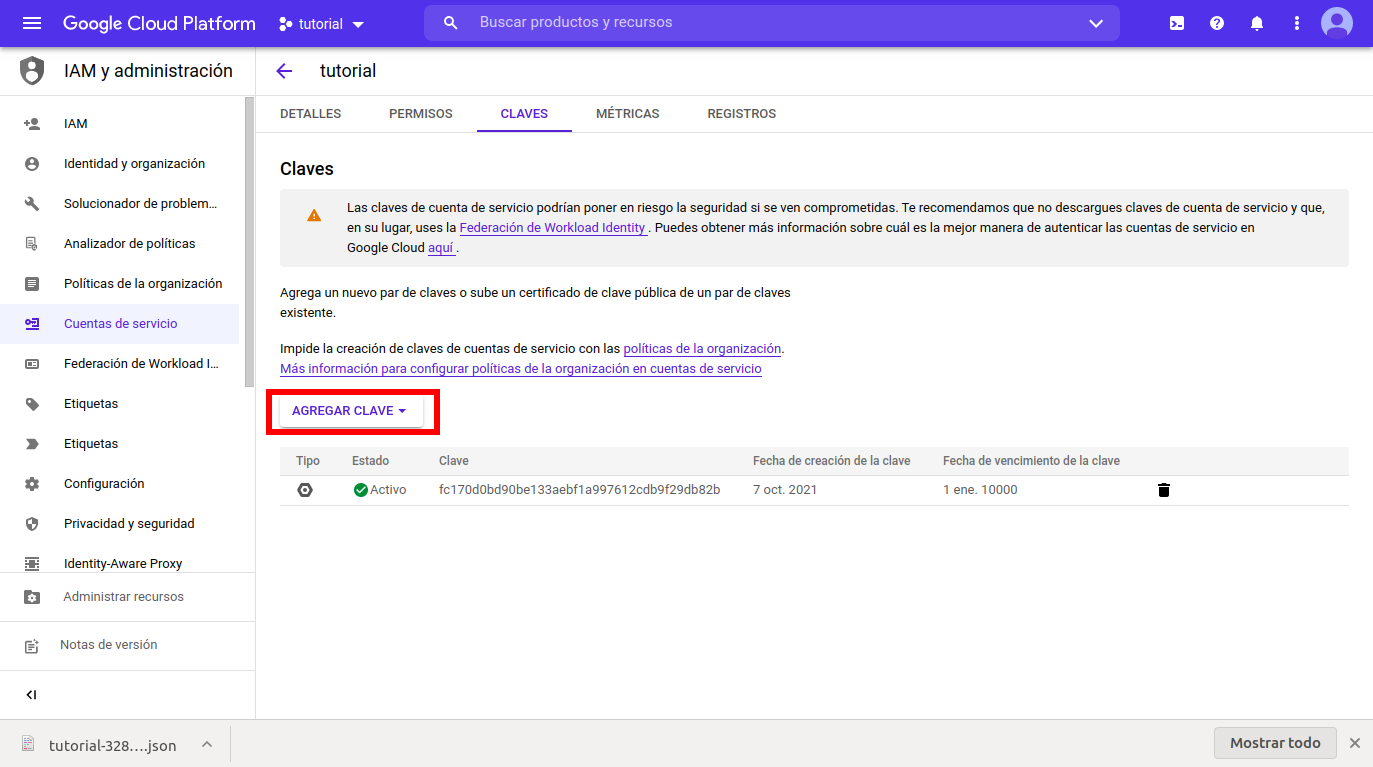 Google Cloud Platform
tutorial
Buscar productos y recursos
IAM y administración
tutorial
DETALLES
PERMISOS
CLAVES
MÉTRICAS
REGISTROS
IAM
Identidad y organización
Solucionador de problem...
Analizador de políticas
Políticas de la organización
Cuentas de servicio
Federación de Workload I...
Etiquetas
Etiquetas
Configuración
Privacidad y seguridad
Identity-Aware Proxy
Administrar recursos
Notas de versión
Claves
Las claves de cuenta de servicio podrían poner en riesgo la seguridad si se ven comprometidas. Te recomendamos que no descargues claves de cuenta de servicio y que,
en su lugar, uses la Federación de Workload Identity . Puedes obtener más información sobre cuál es la mejor manera de autenticar las cuentas de servicio en
Google Cloud aquí .
Agrega un nuevo par de claves o sube un certificado de clave pública de un par de claves
existente.
Impide la creación de claves de cuentas de servicio con las políticas de la organización.
Más información para configurar políticas de la organización en cuentas de servicio
AGREGAR CLAVE
Tipo Estado Clave Fecha de creación de la clave Fecha de vencimiento de la clave
Activo fc170d0bd90be133aebf1a997612cdb9f29db82b 7 oct. 2021 1 ene. 10000
tutorial-328....json
Mostrar todo